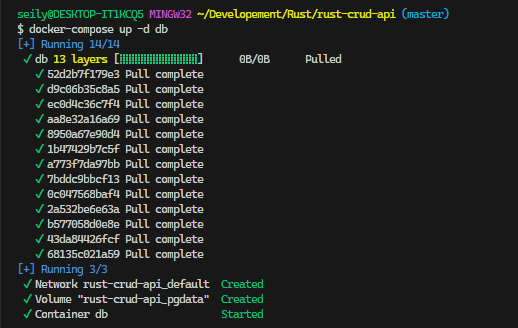 seily@DESKTOP-IT1KCQ5 MINGW32 ~/Developement/Rust/rust-crud-api (master)
$ docker-compose up -d db
[+] Running 14/14
✓ db 13 layers [⣿⣿⣿⣿⣿⣿⣿⣿⣿⣿⣿⣿⣿] 0B/0B Pulled
✓ 52d2b7f179e3 Pull complete
✓ d9c06b35c8a5 Pull complete
✓ ec0d4c36c7f4 Pull complete
✓ aa8e32a16a69 Pull complete
✓ 8950a67e90d4 Pull complete
✓ 1b47429b7c5f Pull complete
✓ a773f7da97bb Pull complete
✓ 7bddc9bbcf13 Pull complete
✓ 0c047568baf4 Pull complete
✓ 2a532be6e63a Pull complete
✓ b577058d0e8e Pull complete
✓ 43da84426fcf Pull complete
✓ 68135c021a59 Pull complete
[+] Running 3/3
✓ Network rust-crud-api_default Created
✓ Volume "rust-crud-api_pgdata" Created
✓ Container db Started